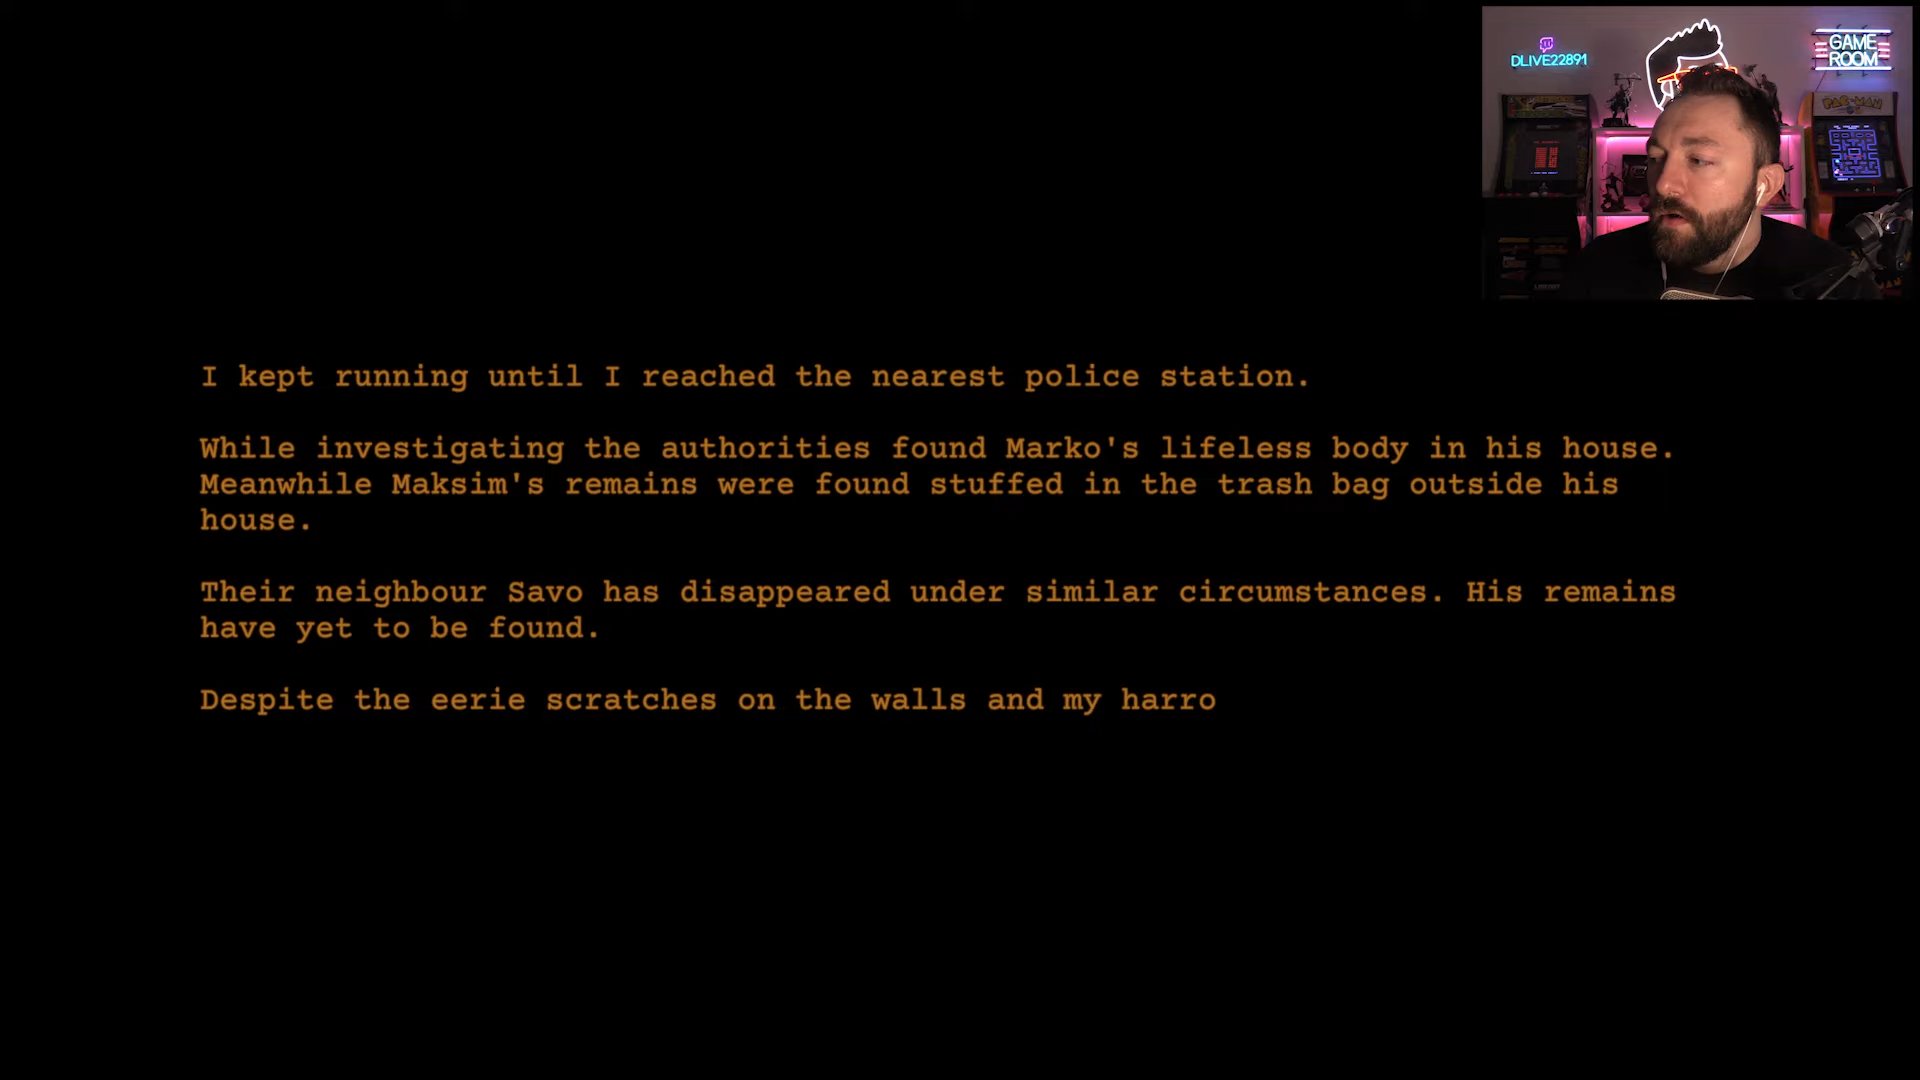 DLIVE22891
GAME
ROOM
PAC-MAN
I kept running until I reached the nearest police station.
While investigating the authorities found Marko's lifeless body in his house.
Meanwhile Maksim's remains were found stuffed in the trash bag outside his
house.
Their neighbour Savo has disappeared under similar circumstances. His remains
have yet to be found.
Despite the eerie scratches on the walls and my harro